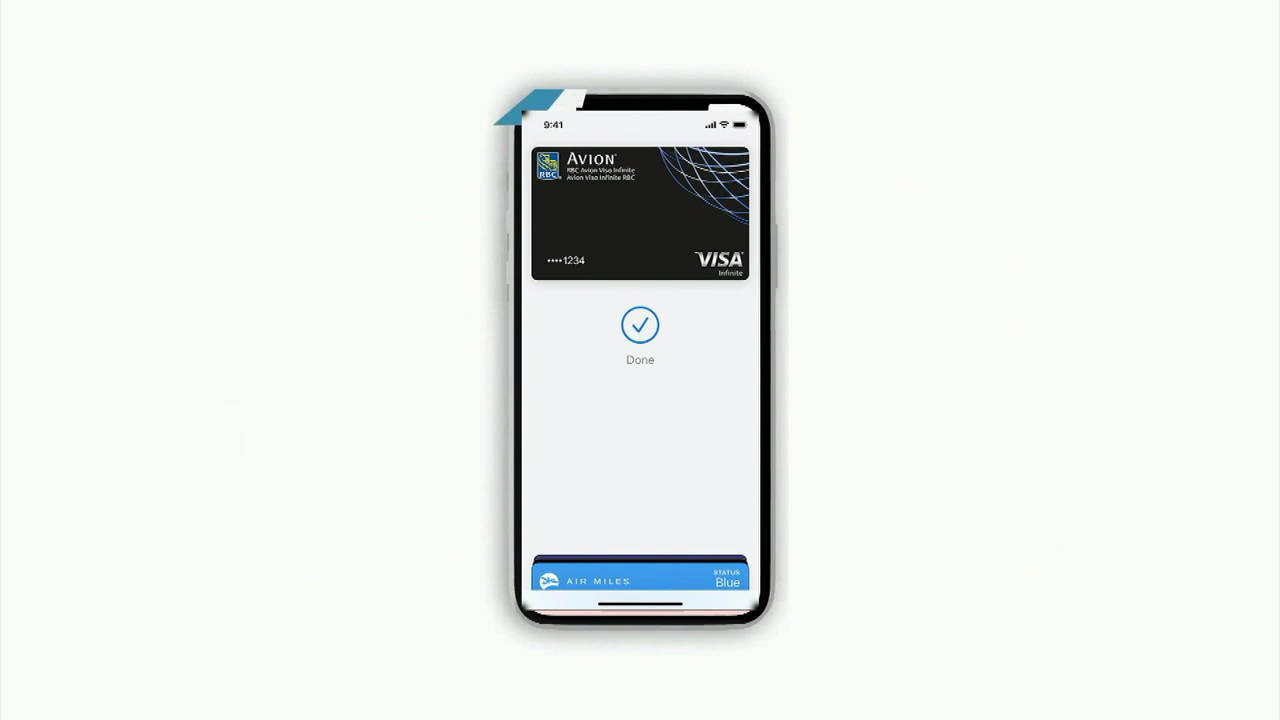 9:41
RBC
AVION
RBC Avion Visa Infinite
Avion Visa Infinite RBC
••••1234
VISA
Infinite
Done
AIR MILES
STATUS
Blue